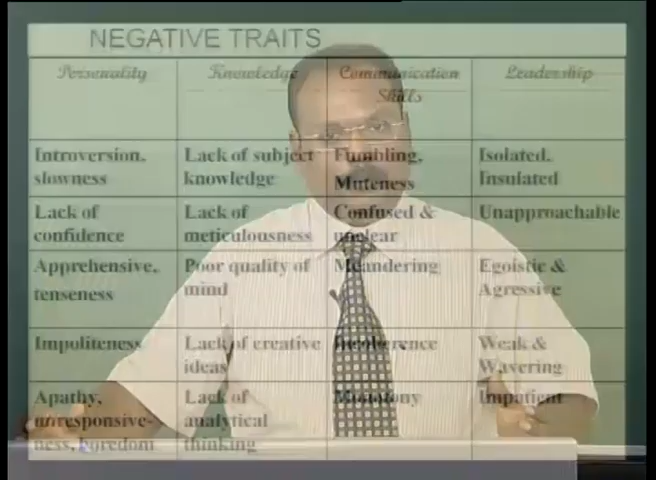 NEGATIVE TRAITS
Personality
Knowledge
Communication
Skills
Leadership
Introversion,
slowness
Lack of subject
knowledge
Fumbling,
Muteness
Isolated,
Insulated
Lack of
confidence
Lack of
meticulousness
Confused &
unclear
Unapproachable
Apprehensive,
tenseness
Poor quality of
mind
Meandering
Egoistic &
Agressive
Impoliteness
Lack of creative
ideas
Incoherence
Weak &
Wavering
Apathy,
unresponsive-
ness, boredom
Lack of
analytical
thinking
Monotony
Impatient